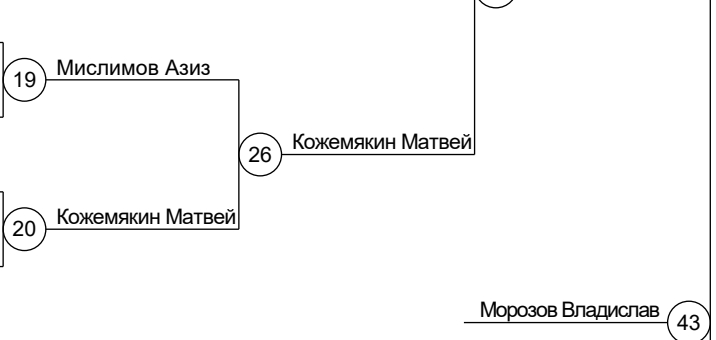 19 Мислимов Азиз
26 Кожемякин Матвей
20 Кожемякин Матвей
Морозов Владислав 43